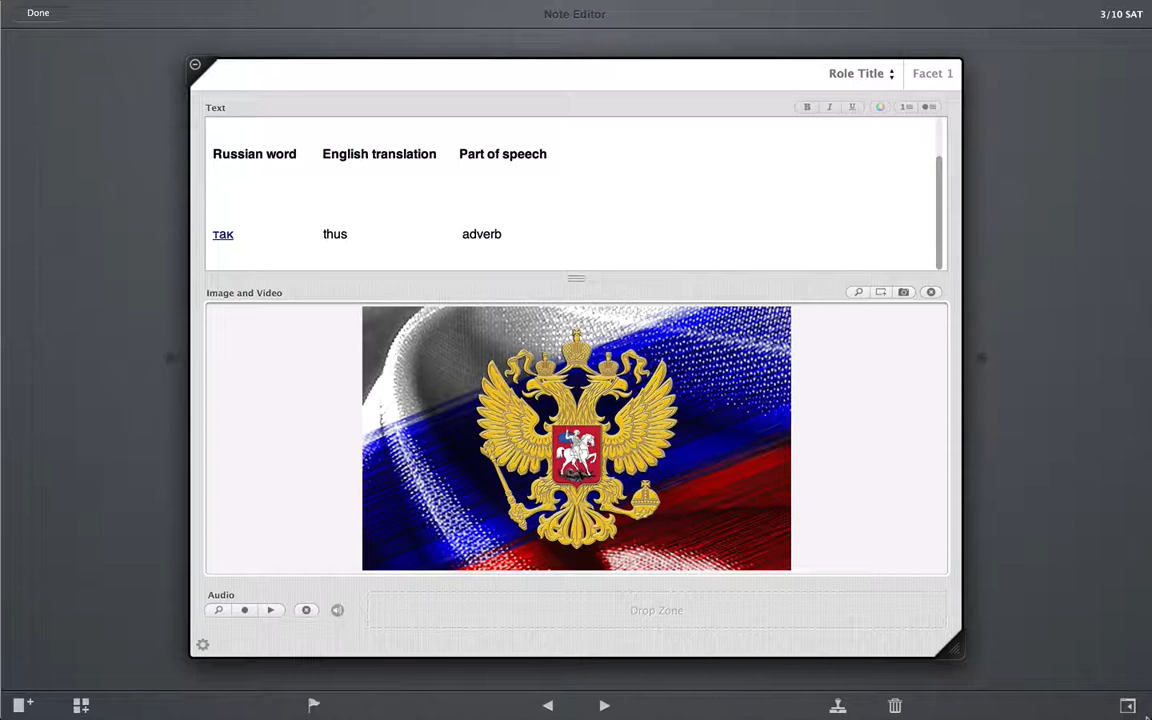 Done Note Editor 3/10 SAT
Role Title Facet 1
Text B I U
Russian word English translation Part of speech
так thus adverb
Image and Video
Audio
Drop Zone